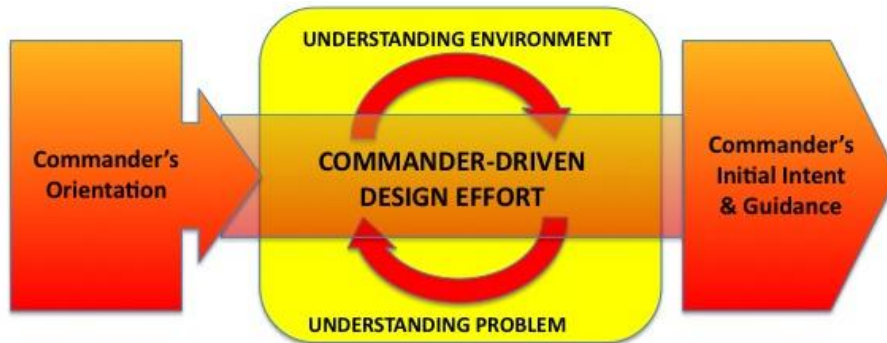 UNDERSTANDING ENVIRONMENT
Commander's
Orientation
COMMANDER-DRIVEN
DESIGN EFFORT
Commander's
Initial Intent
& Guidance
UNDERSTANDING PROBLEM